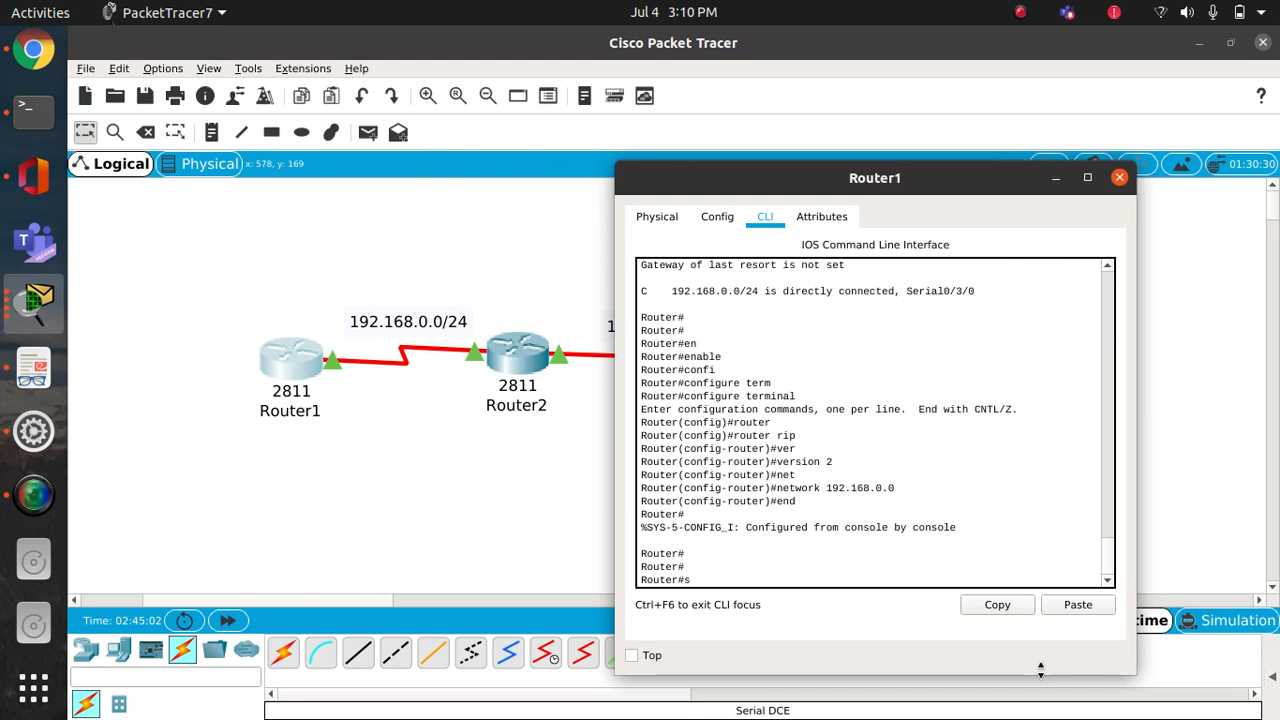 Activities PacketTracer7 Jul 4 3:10 PM
Cisco Packet Tracer
File Edit Options View Tools Extensions Help
Logical Physical x: 578, y: 169 01:30:30
Router1
Physical Config CLI Attributes
IOS Command Line Interface
Gateway of last resort is not set
C 192.168.0.0/24 is directly connected, Serial0/3/0
Router#
Router#
Router#en
Router#enable
Router#confi
Router#configure term
Router#configure terminal
Enter configuration commands, one per line. End with CNTL/Z.
Router(config)#router
Router(config)#router rip
Router(config-router)#ver
Router(config-router)#version 2
Router(config-router)#net
Router(config-router)#network 192.168.0.0
Router(config-router)#end
Router#
%SYS-5-CONFIG_I: Configured from console by console
Router#
Router#
Router#s
Ctrl+F6 to exit CLI focus Copy Paste
Top
192.168.0.0/24 1
2811
Router1
2811
Router2
Time: 02:45:02 time Simulation
Serial DCE